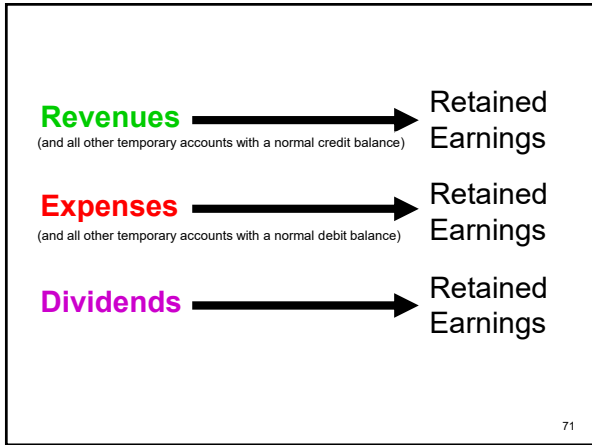 Revenues
(and all other temporary accounts with a normal credit balance)
Retained
Earnings
Expenses
(and all other temporary accounts with a normal debit balance)
Retained
Earnings
Dividends
Retained
Earnings
71